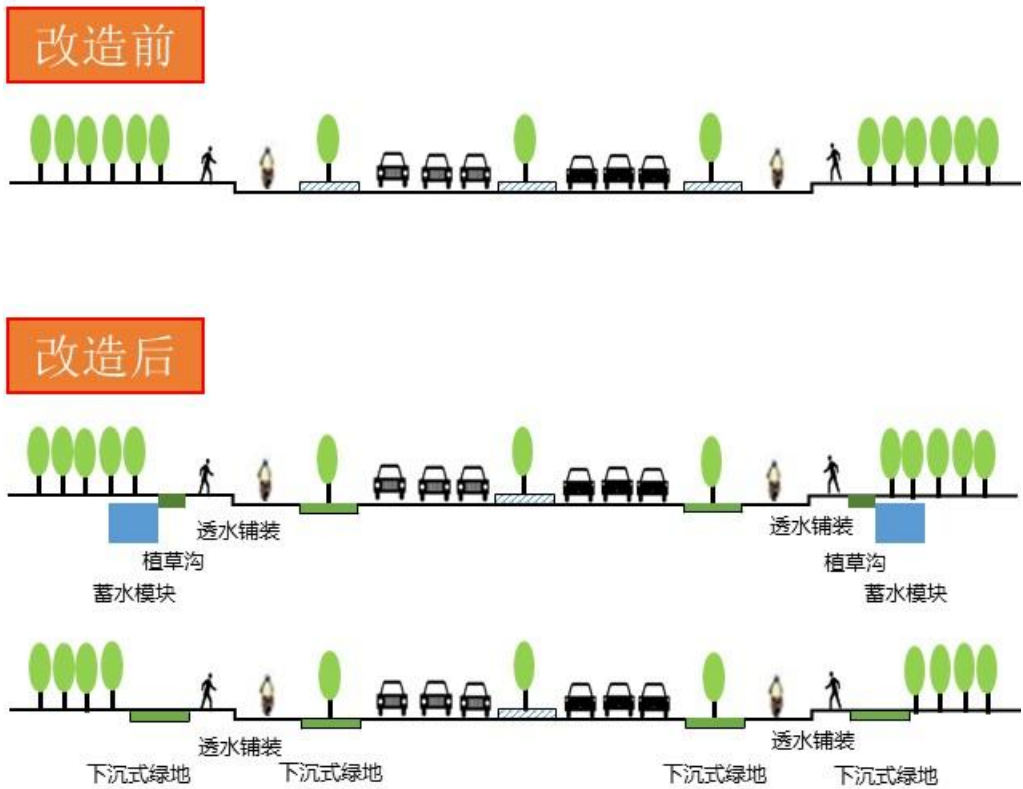 改造前
改造后
透水铺装
透水铺装
植草沟
植草沟
蓄水模块
蓄水模块
透水铺装
透水铺装
下沉式绿地
下沉式绿地
下沉式绿地
下沉式绿地